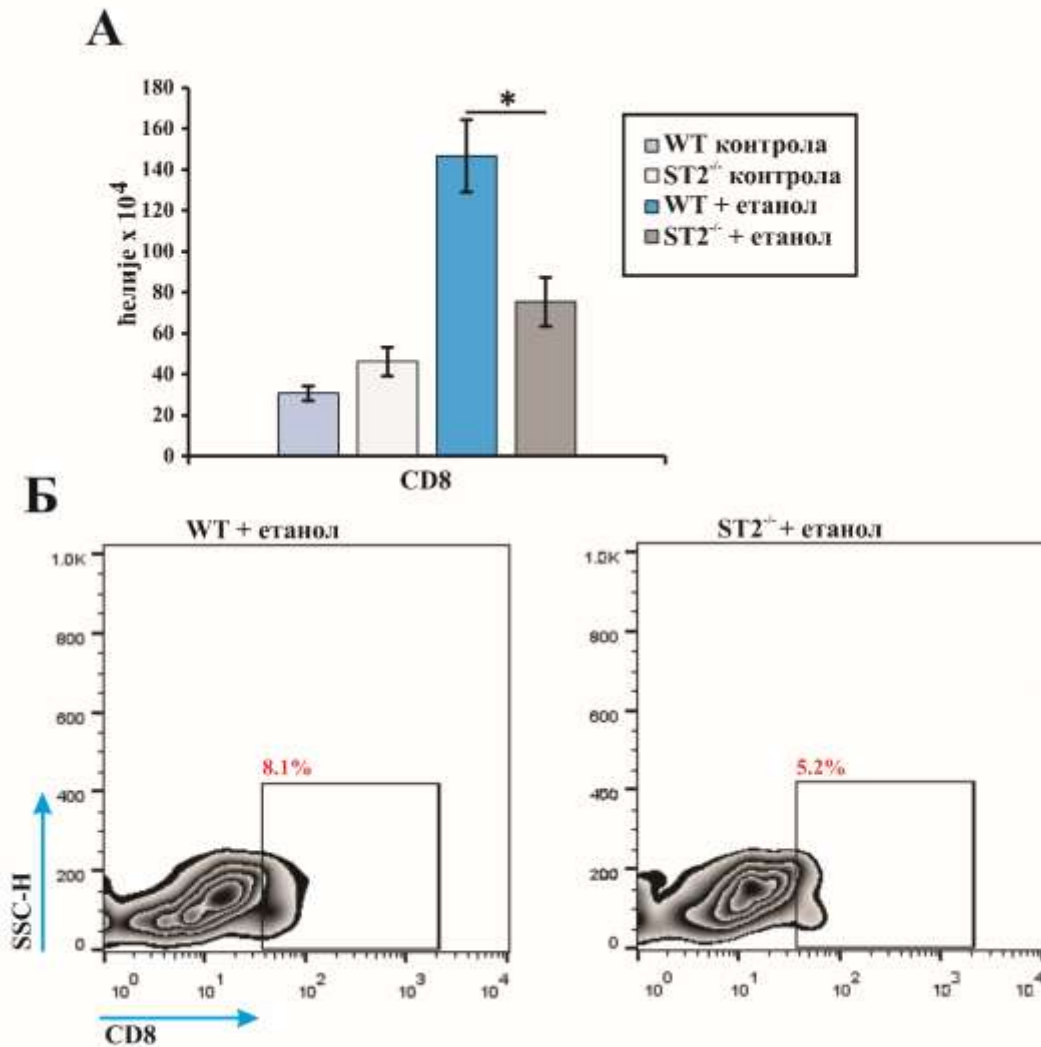 А
180
160
140
120
100
80
60
40
20
0
ћелије x 10⁴
*
CD8
WT контрола
ST2⁻/⁻ контрола
WT + етанол
ST2⁻/⁻ + етанол
Б
WT + етанол
1.0K
800
600
400
200
0
8.1%
10⁰ 10¹ 10² 10³ 10⁴
SSC-H
CD8
ST2⁻/⁻ + етанол
1.0K
800
600
400
200
0
5.2%
10⁰ 10¹ 10² 10³ 10⁴